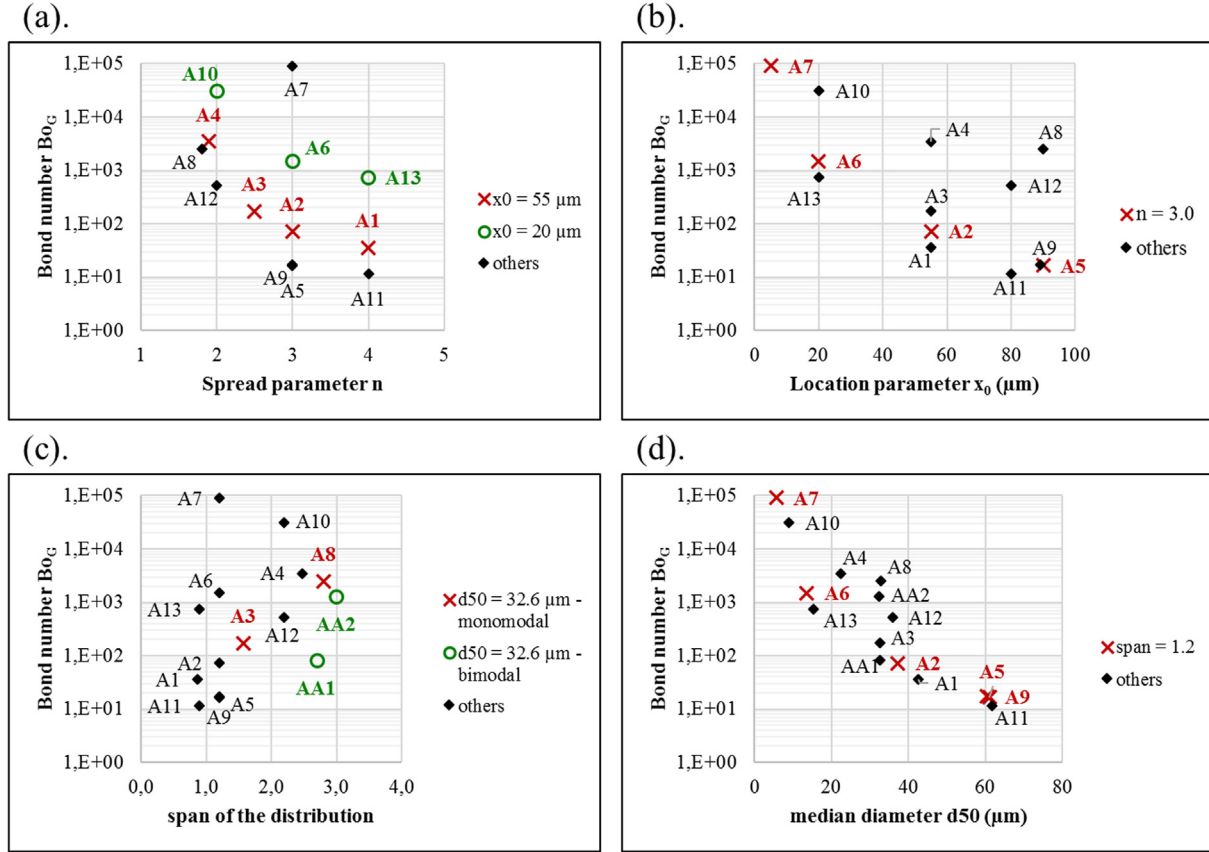 (a).
1,E+05
1,E+04
1,E+03
1,E+02
1,E+01
1,E+00
Bond number Bo_G
A10
A7
A4
A8
A6
A12
A3
A13
A2
A1
A9
A5
A11
1 2 3 4 5
Spread parameter n
x0 = 55 µm
x0 = 20 µm
others
(b).
1,E+05
1,E+04
1,E+03
1,E+02
1,E+01
1,E+00
Bond number Bo_G
A7
A10
A4
A8
A6
A13
A12
A3
A2
A1
A9
A5
A11
0 20 40 60 80 100
Location parameter x_0 (µm)
n = 3.0
others
(c).
1,E+05
1,E+04
1,E+03
1,E+02
1,E+01
1,E+00
Bond number Bo_G
A7
A10
A8
A4
A6
A13
A3
A12
AA2
A2
A1
AA1
A11
A5
A9
0,0 1,0 2,0 3,0 4,0
span of the distribution
d50 = 32.6 µm -
monomodal
d50 = 32.6 µm -
bimodal
others
(d).
1,E+05
1,E+04
1,E+03
1,E+02
1,E+01
1,E+00
Bond number Bo_G
A7
A10
A4
A8
A6
AA2
A13
A12
A3
AA1
A2
A5
A1
A9
A11
0 20 40 60 80
median diameter d50 (µm)
span = 1.2
others